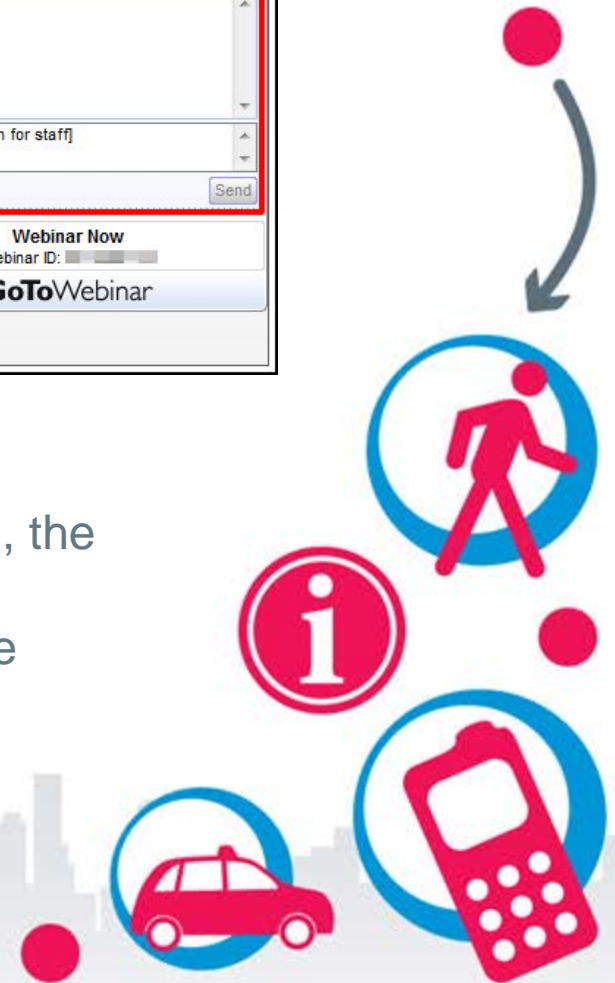 for staff]
Send
Webinar Now
ebinar ID:
GoToWebinar
, the
e
i